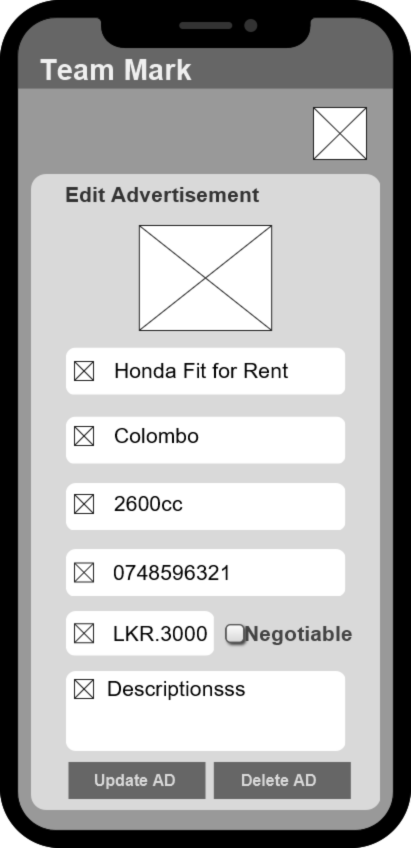 Team Mark
Edit Advertisement
Honda Fit for Rent
Colombo
2600cc
0748596321
LKR.3000 Negotiable
Descriptionsss
Update AD Delete AD